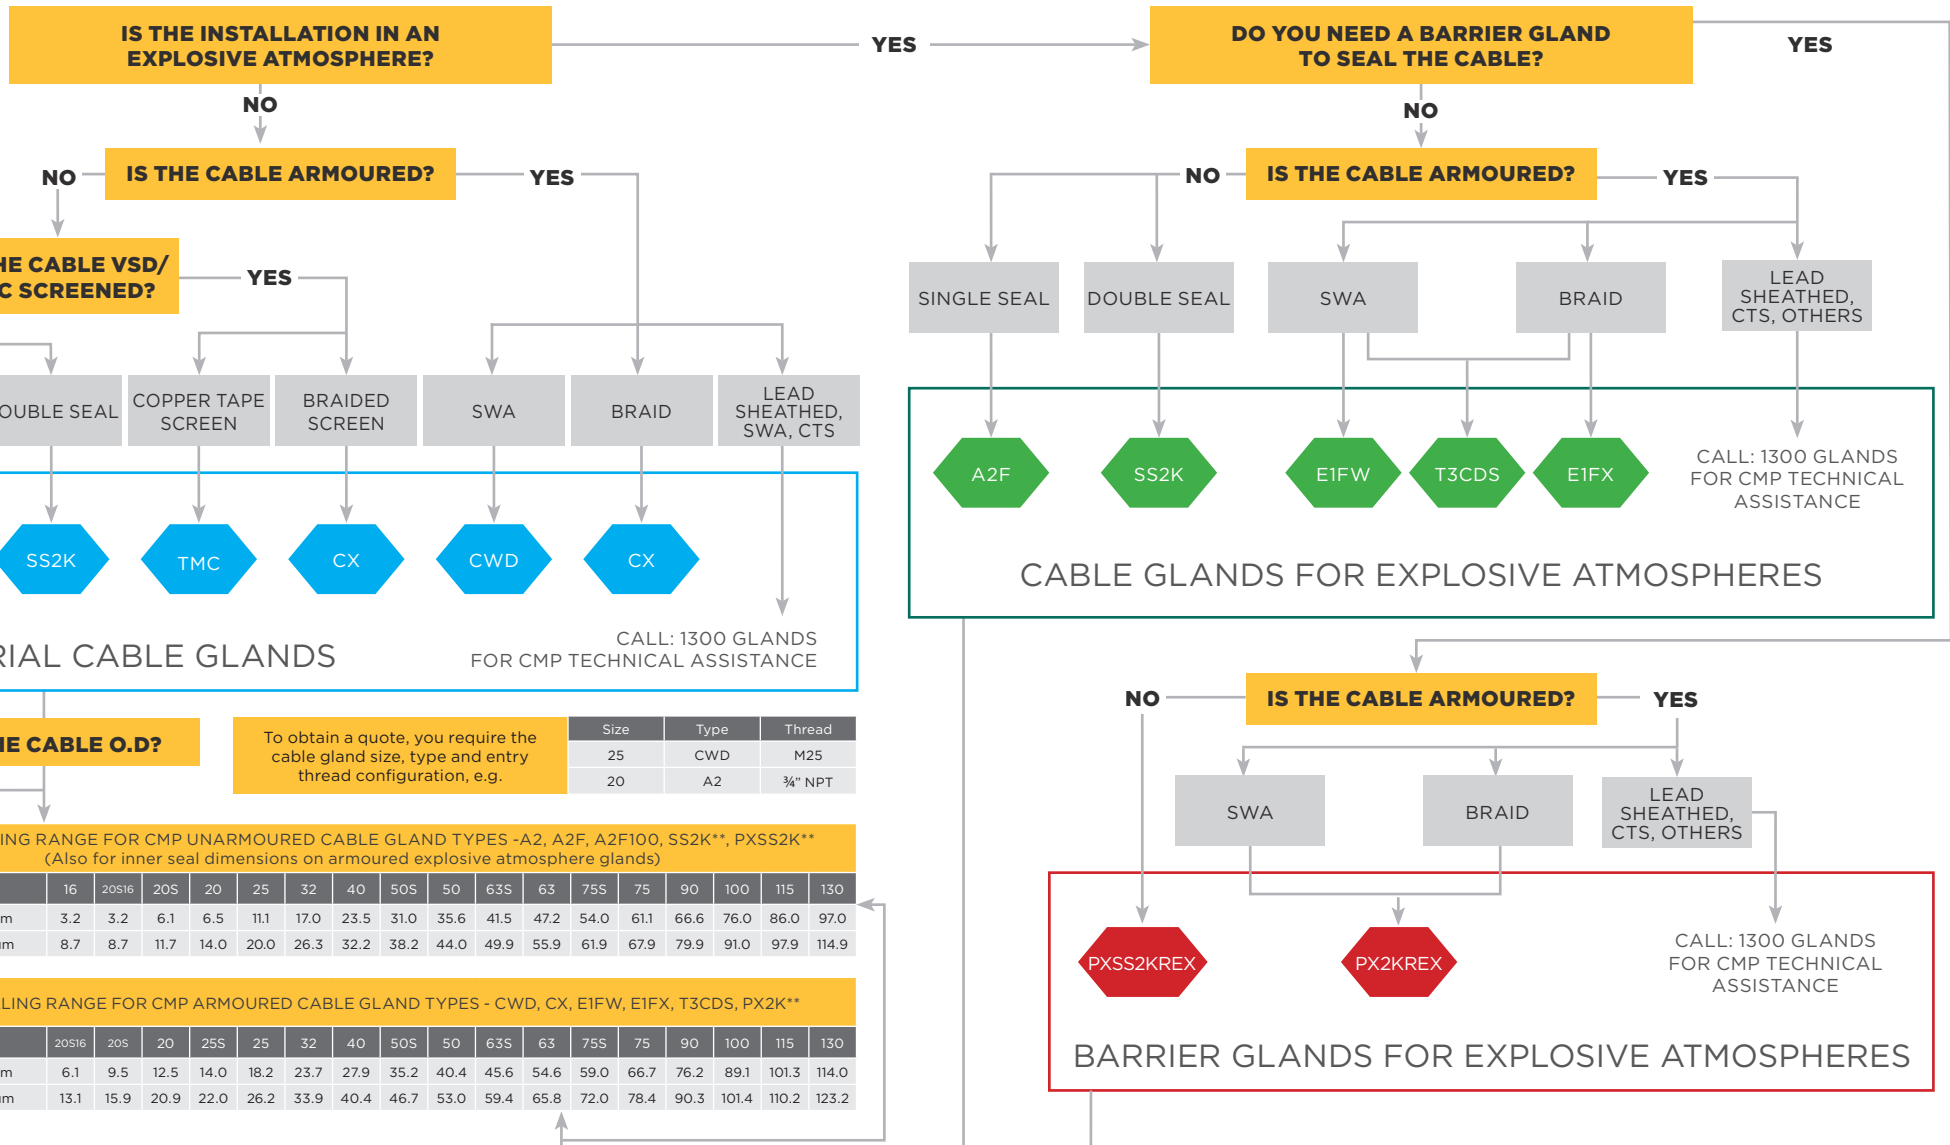 IS THE INSTALLATION IN AN
EXPLOSIVE ATMOSPHERE?
YES
DO YOU NEED A BARRIER GLAND
TO SEAL THE CABLE?
YES
NO
NO
NO
IS THE CABLE ARMOURED?
YES
NO
IS THE CABLE ARMOURED?
YES
HE CABLE VSD/
C SCREENED?
YES
SINGLE SEAL
DOUBLE SEAL
SWA
BRAID
LEAD
SHEATHED,
CTS, OTHERS
OUBLE SEAL
COPPER TAPE
SCREEN
BRAIDED
SCREEN
SWA
BRAID
LEAD
SHEATHED,
SWA, CTS
A2F
SS2K
E1FW
T3CDS
E1FX
CALL: 1300 GLANDS
FOR CMP TECHNICAL
ASSISTANCE
CABLE GLANDS FOR EXPLOSIVE ATMOSPHERES
SS2K
TMC
CX
CWD
CX
CALL: 1300 GLANDS
FOR CMP TECHNICAL ASSISTANCE
RIAL CABLE GLANDS
NO
IS THE CABLE ARMOURED?
YES
HE CABLE O.D?
To obtain a quote, you require the
cable gland size, type and entry
thread configuration, e.g.
Size Type Thread
25 CWD M25
20 A2 ¾" NPT
SWA
BRAID
LEAD
SHEATHED,
CTS, OTHERS
ING RANGE FOR CMP UNARMOURED CABLE GLAND TYPES -A2, A2F, A2F100, SS2K**, PXSS2K**
(Also for inner seal dimensions on armoured explosive atmosphere glands)
16 20S16 20S 20 25 32 40 50S 50 63S 63 75S 75 90 100 115 130
m 3.2 3.2 6.1 6.5 11.1 17.0 23.5 31.0 35.6 41.5 47.2 54.0 61.1 66.6 76.0 86.0 97.0
um 8.7 8.7 11.7 14.0 20.0 26.3 32.2 38.2 44.0 49.9 55.9 61.9 67.9 79.9 91.0 97.9 114.9
LING RANGE FOR CMP ARMOURED CABLE GLAND TYPES - CWD, CX, E1FW, E1FX, T3CDS, PX2K**
20S16 20S 20 25S 25 32 40 50S 50 63S 63 75S 75 90 100 115 130
m 6.1 9.5 12.5 14.0 18.2 23.7 27.9 35.2 40.4 45.6 54.6 59.0 66.7 76.2 89.1 101.3 114.0
um 13.1 15.9 20.9 22.0 26.2 33.9 40.4 46.7 53.0 59.4 65.8 72.0 78.4 90.3 101.4 110.2 123.2
PXSS2KREX
PX2KREX
CALL: 1300 GLANDS
FOR CMP TECHNICAL
ASSISTANCE
BARRIER GLANDS FOR EXPLOSIVE ATMOSPHERES